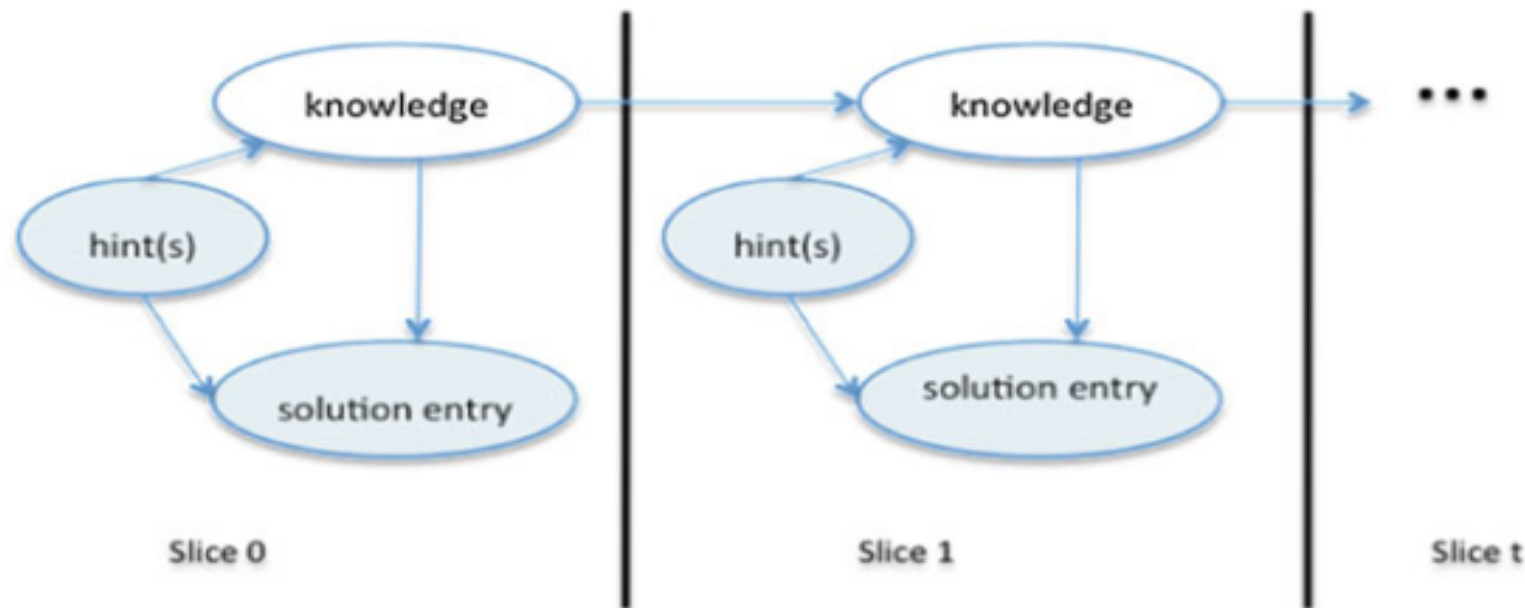 knowledge
knowledge
...
hint(s)
hint(s)
solution entry
solution entry
Slice 0
Slice 1
Slice t